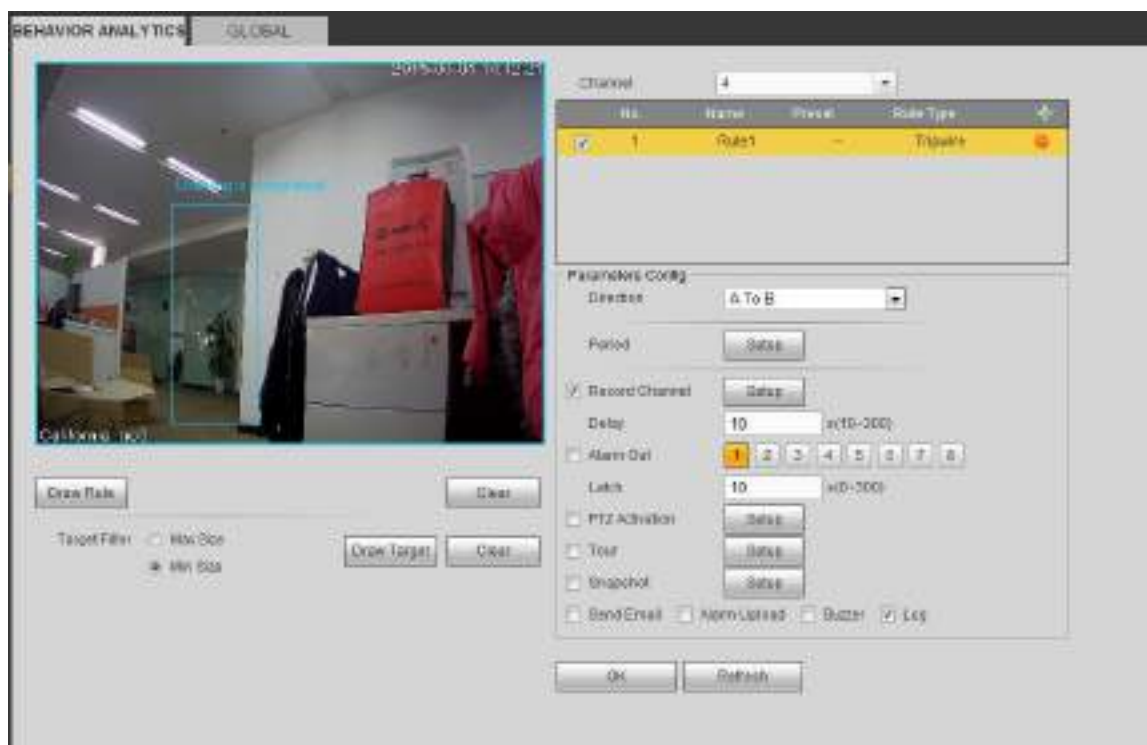 BEHAVIOR ANALYTICS GLOBAL
Channel 4
No. Name Preset Rule Type
1 Rule1 -- Tripwire
Parameters Config
Direction A To B
Period Setup
Record Channel Setup
Delay 10 s(10~300)
Alarm Out 1 2 3 4 5 6 7 8
Latch 10 s(0~300)
PTZ Activation Setup
Tour Setup
Snapshot Setup
Send Email Alarm Upload Buzzer Log
OK Refresh
Draw Rule Clear
Target Filter Max Size
Min Size
Draw Target Clear